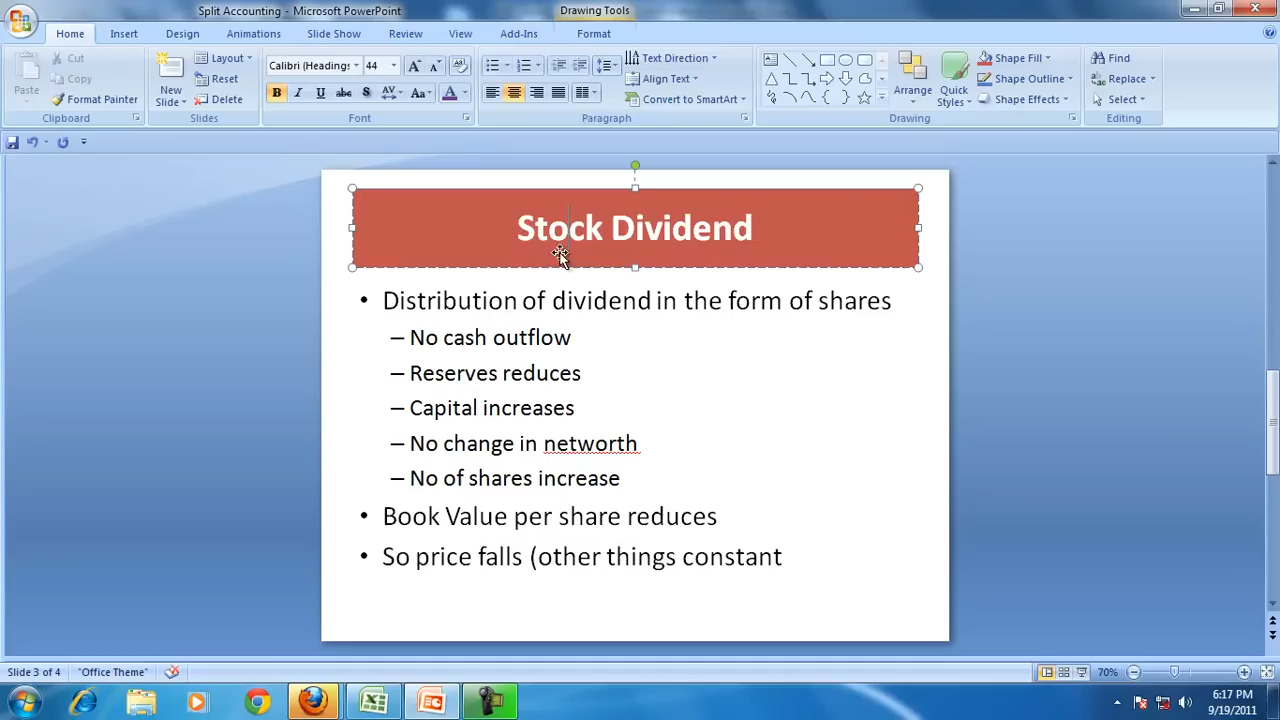 Split Accounting - Microsoft PowerPoint
Drawing Tools
Home Insert Design Animations Slide Show Review View Add-Ins Format
Paste
Cut
Copy
Format Painter
Clipboard
New Slide
Layout
Reset
Delete
Slides
Calibri (Headings 44
B I U abc S AV Aa A
Font
Text Direction
Align Text
Convert to SmartArt
Paragraph
Arrange
Quick Styles
Shape Fill
Shape Outline
Shape Effects
Drawing
Find
Replace
Select
Editing
Stock Dividend
• Distribution of dividend in the form of shares
– No cash outflow
– Reserves reduces
– Capital increases
– No change in networth
– No of shares increase
• Book Value per share reduces
• So price falls (other things constant
Slide 3 of 4 "Office Theme" 70%
6:17 PM
9/19/2011